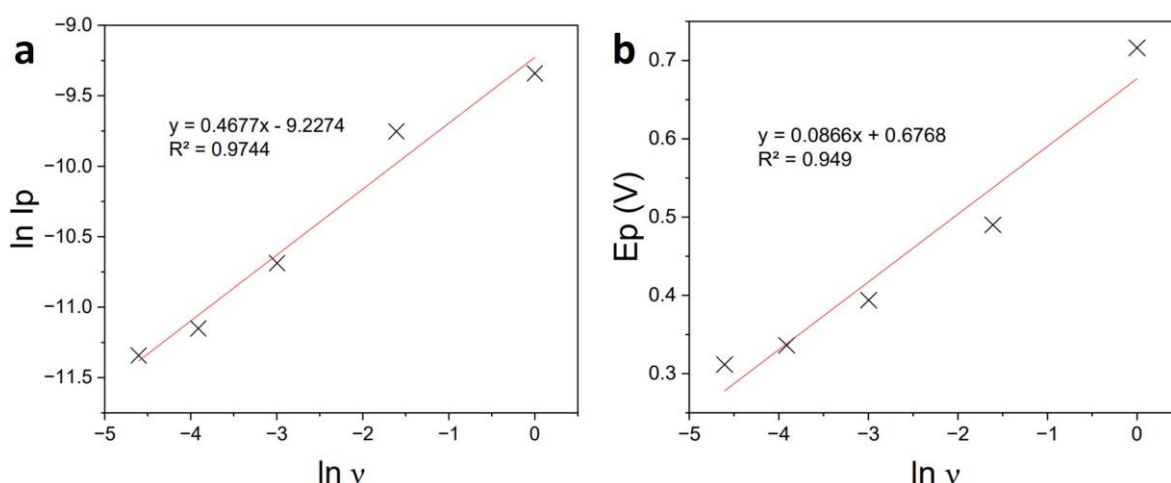 a
−9.0
−9.5
−10.0
−10.5
−11.0
−11.5
ln Ip
y = 0.4677x - 9.2274
R² = 0.9744
−5
−4
−3
−2
−1
0
ln ν
b
0.7
0.6
0.5
0.4
0.3
Ep (V)
y = 0.0866x + 0.6768
R² = 0.949
−5
−4
−3
−2
−1
0
ln ν